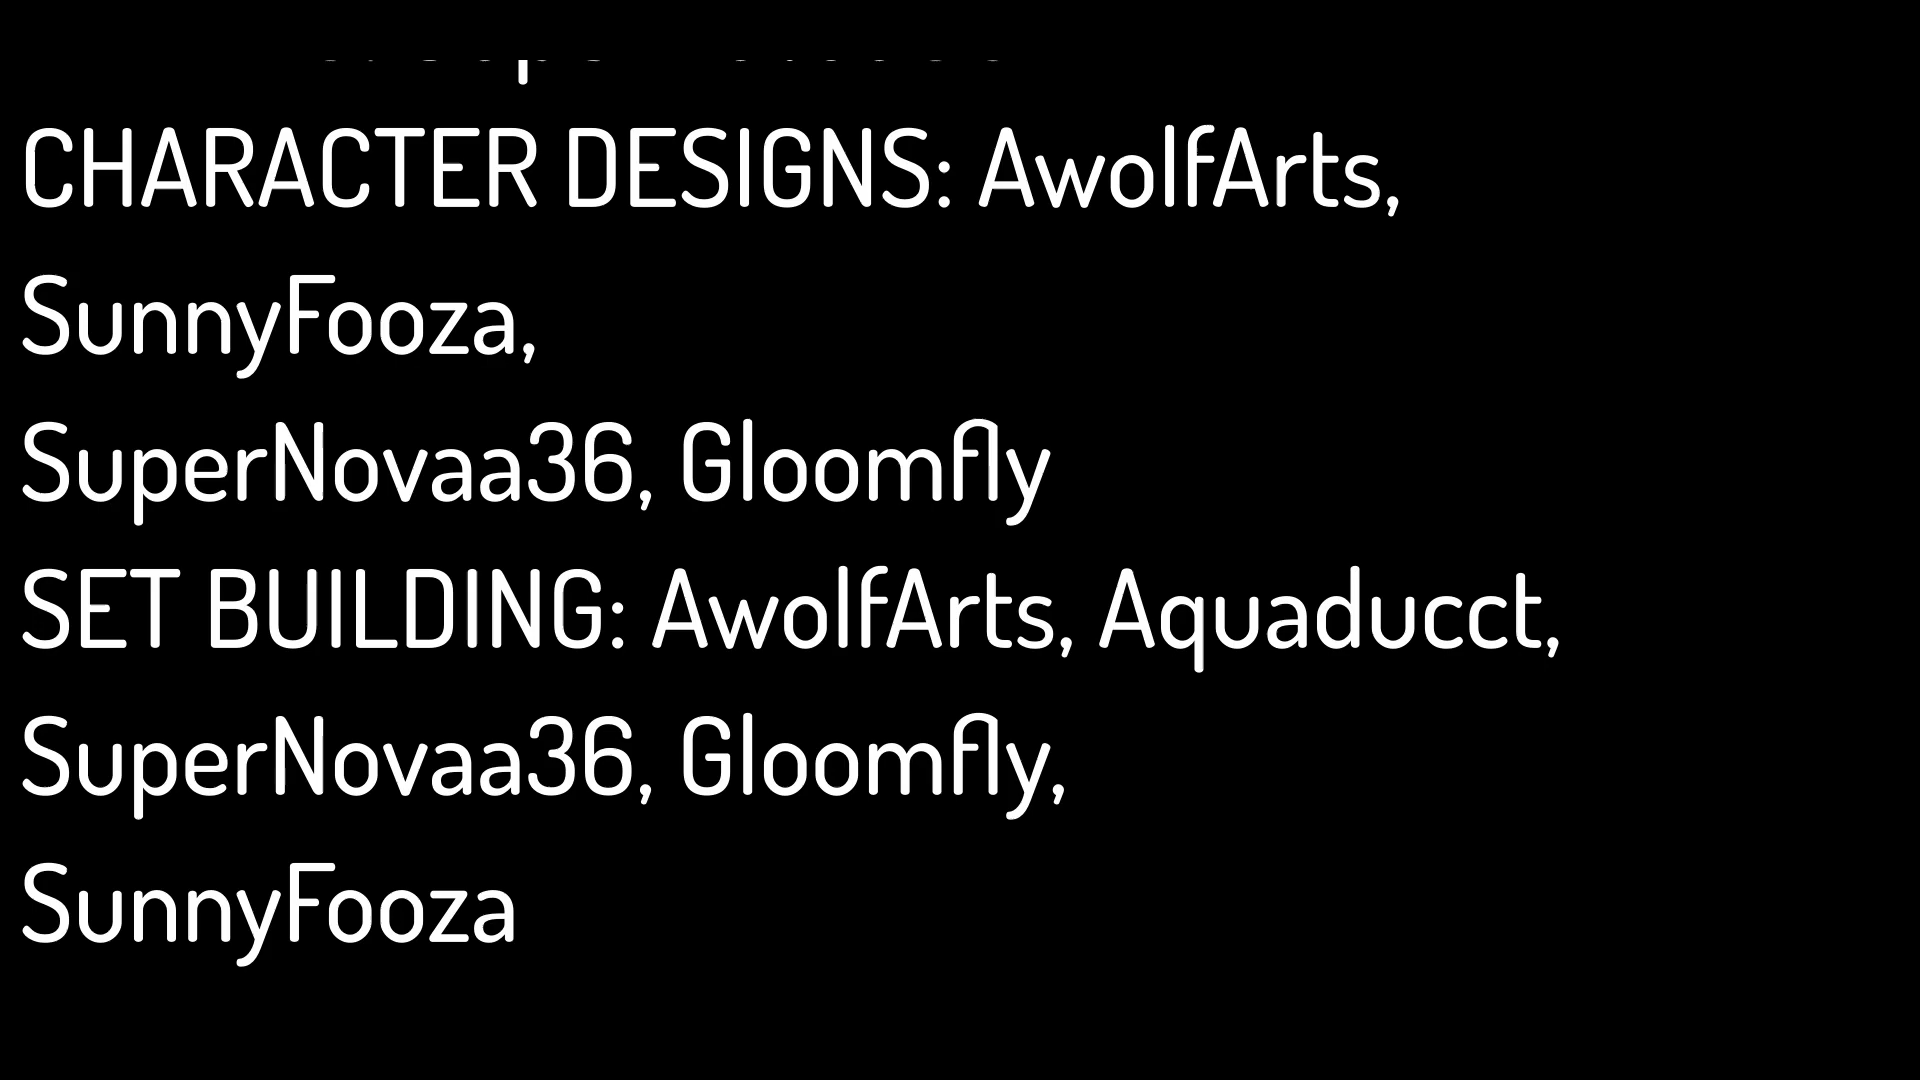 CHARACTER DESIGNS: AwolfArts,
SunnyFooza,
SuperNovaa36, Gloomfly
SET BUILDING: AwolfArts, Aquaducct,
SuperNovaa36, Gloomfly,
SunnyFooza